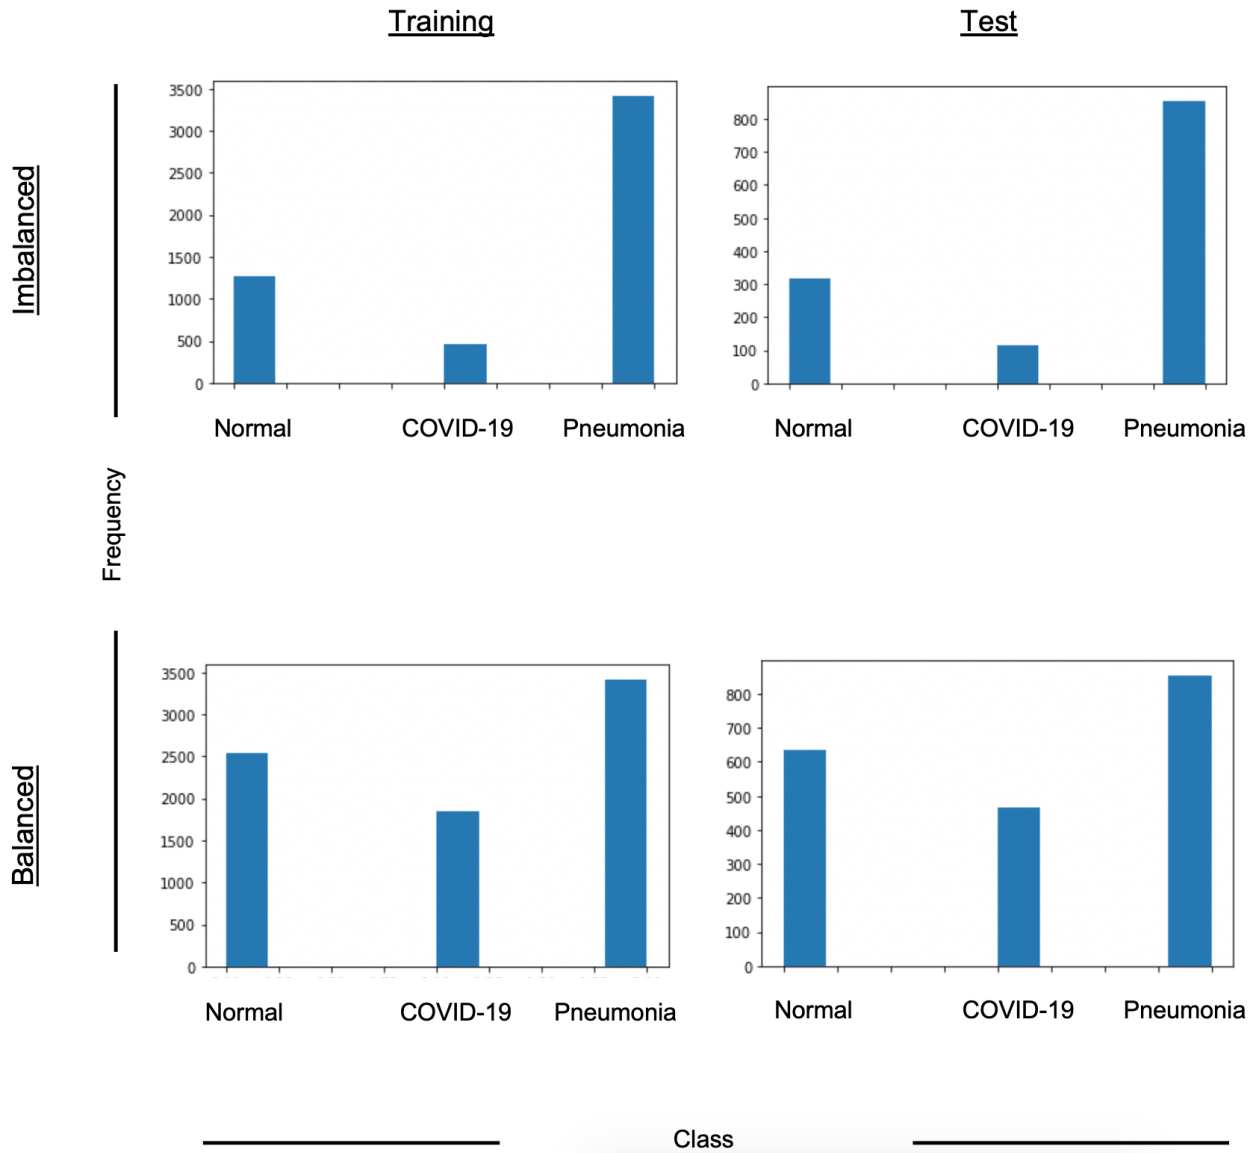 Training
Test
Imbalanced
3500
3000
2500
2000
1500
1000
500
0
Normal
COVID-19
Pneumonia
800
700
600
500
400
300
200
100
0
Normal
COVID-19
Pneumonia
Frequency
Balanced
3500
3000
2500
2000
1500
1000
500
0
Normal
COVID-19
Pneumonia
800
700
600
500
400
300
200
100
0
Normal
COVID-19
Pneumonia
Class